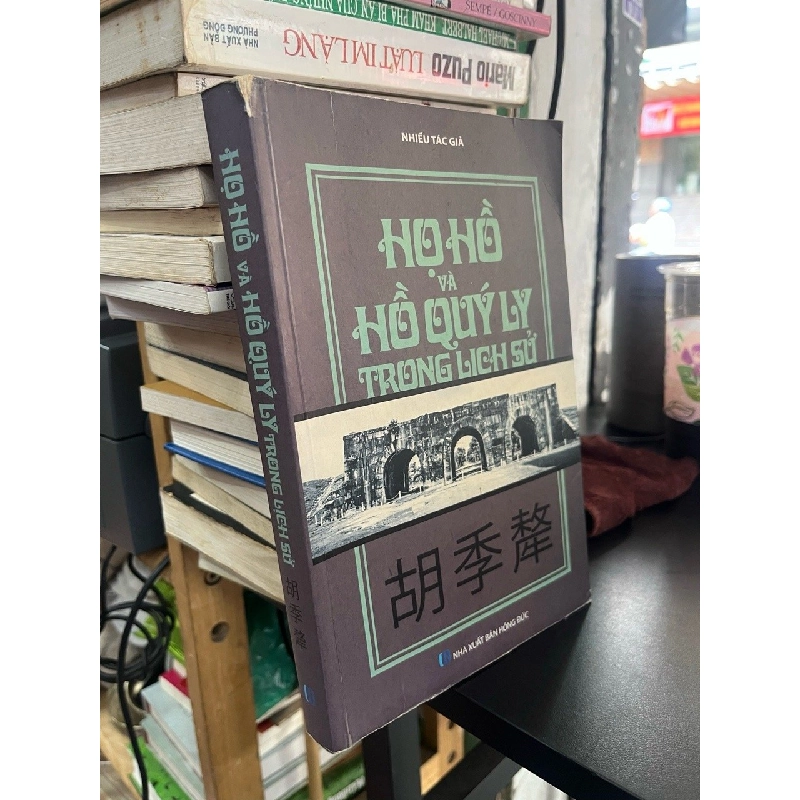 SEMPÉ / GOSCINNY
NHÀ XUẤT BẢN
PHƯƠNG ĐÔNG
Mario Puzo LUẬT IM LẶNG
NHIỀU TÁC GIẢ
HỌ HỒ
VÀ
HỒ QUÝ LY
TRONG LỊCH SỬ
胡季犛
NHÀ XUẤT BẢN HỒNG ĐỨC
HỌ HỒ VÀ HỒ QUÝ LY TRONG LỊCH SỬ 胡季犛